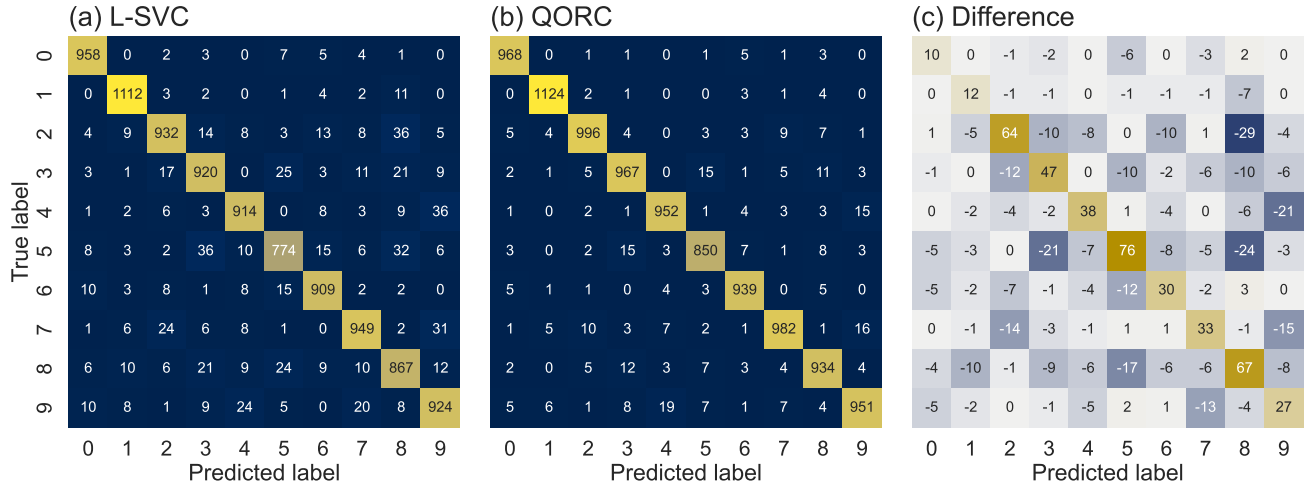 (a) L-SVC
(b) QORC
(c) Difference
True label
0 958 0 2 3 0 7 5 4 1 0
1 0 1112 3 2 0 1 4 2 11 0
2 4 9 932 14 8 3 13 8 36 5
3 3 1 17 920 0 25 3 11 21 9
4 1 2 6 3 914 0 8 3 9 36
5 8 3 2 36 10 774 15 6 32 6
6 10 3 8 1 8 15 909 2 2 0
7 1 6 24 6 8 1 0 949 2 31
8 6 10 6 21 9 24 9 10 867 12
9 10 8 1 9 24 5 0 20 8 924
0 1 2 3 4 5 6 7 8 9
Predicted label
968 0 1 1 0 1 5 1 3 0
0 1124 2 1 0 0 3 1 4 0
5 4 996 4 0 3 3 9 7 1
2 1 5 967 0 15 1 5 11 3
1 0 2 1 952 1 4 3 3 15
3 0 2 15 3 850 7 1 8 3
5 1 1 0 4 3 939 0 5 0
1 5 10 3 7 2 1 982 1 16
2 0 5 12 3 7 3 4 934 4
5 6 1 8 19 7 1 7 4 951
0 1 2 3 4 5 6 7 8 9
Predicted label
10 0 -1 -2 0 -6 0 -3 2 0
0 12 -1 -1 0 -1 -1 -1 -7 0
1 -5 64 -10 -8 0 -10 1 -29 -4
-1 0 -12 47 0 -10 -2 -6 -10 -6
0 -2 -4 -2 38 1 -4 0 -6 -21
-5 -3 0 -21 -7 76 -8 -5 -24 -3
-5 -2 -7 -1 -4 -12 30 -2 3 0
0 -1 -14 -3 -1 1 1 33 -1 -15
-4 -10 -1 -9 -6 -17 -6 -6 67 -8
-5 -2 0 -1 -5 2 1 -13 -4 27
0 1 2 3 4 5 6 7 8 9
Predicted label